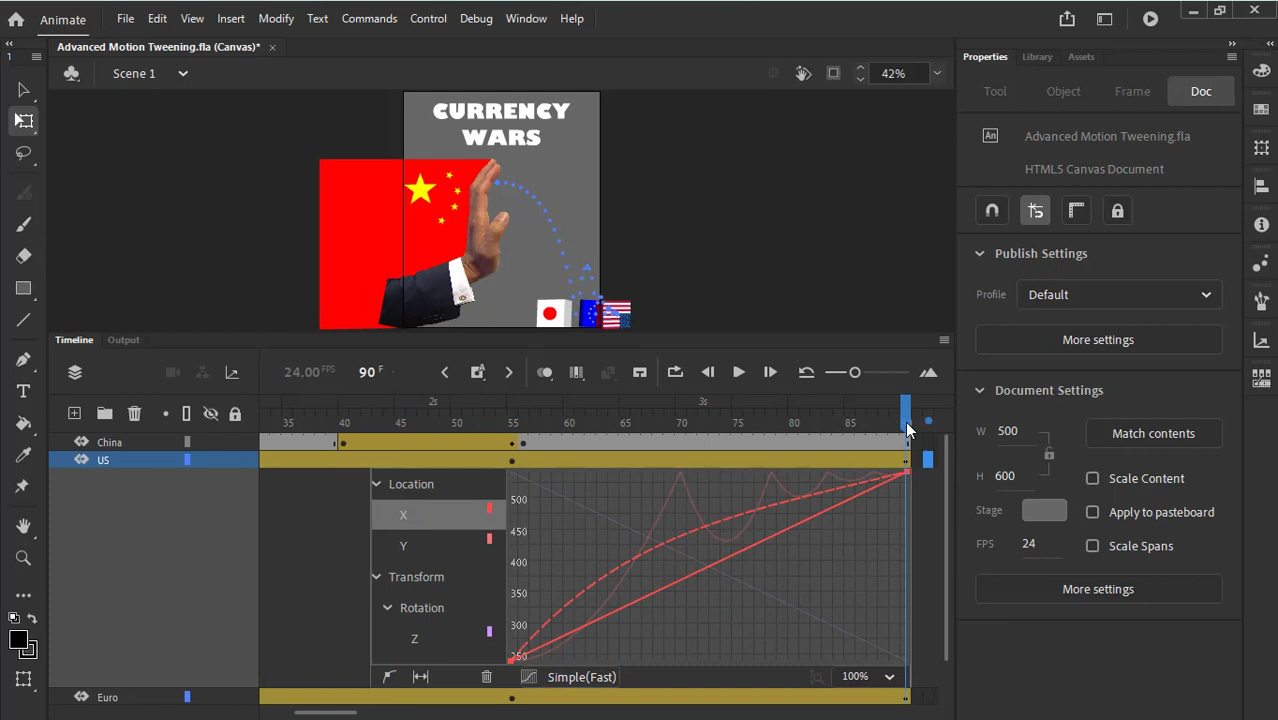 Animate File Edit View Insert Modify Text Commands Control Debug Window Help
Advanced Motion Tweening.fla (Canvas)*
Properties Library Assets
1
Scene 1
42%
Tool Object Frame Doc
CURRENCY
WARS
An Advanced Motion Tweening.fla
HTML5 Canvas Document
Publish Settings
Profile Default
More settings
Timeline Output
24.00 FPS 90 F
Document Settings
2s 3s
35 40 45 50 55 60 65 70 75 80 85
W 500
Match contents
China
US
H 600
Scale Content
Location
X
500
Stage
Apply to pasteboard
450
Y
FPS 24
Scale Spans
400
Transform
More settings
350
Rotation
300
Z
250
Simple(Fast)
100%
Euro